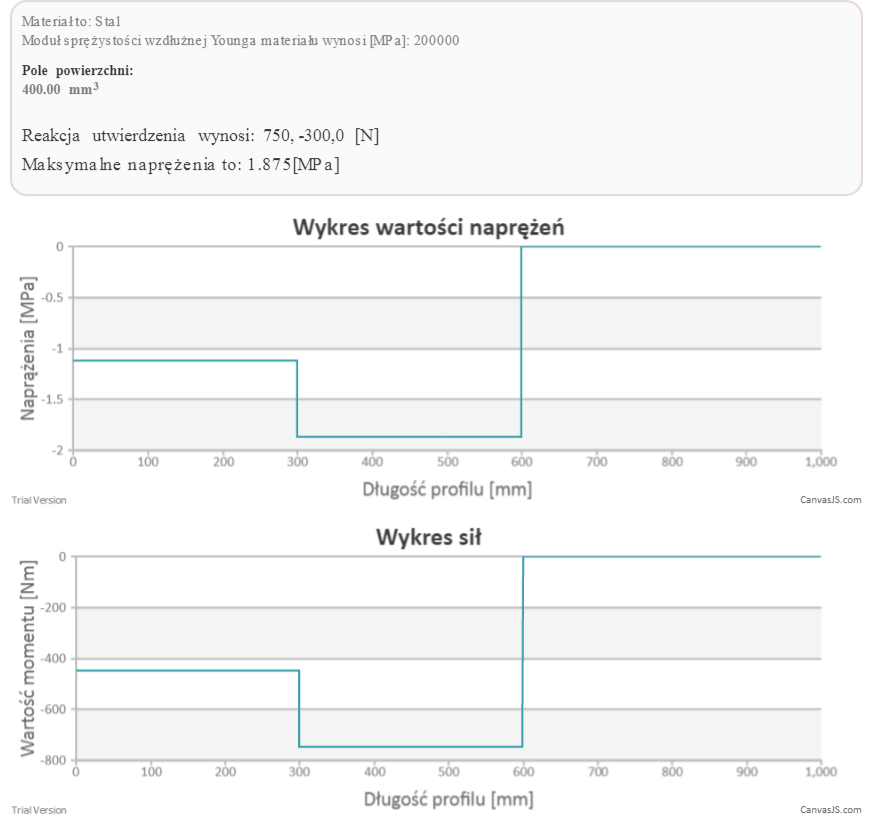 Materiał to: Stal
Moduł sprężystości wzdłużnej Younga materiału wynosi [MPa]: 200000
Pole powierzchni:
400.00 mm³
Reakcja utwierdzenia wynosi: 750, -300,0 [N]
Maksymalne naprężenia to: 1.875[MPa]
Wykres wartości naprężeń
Naprążenia [MPa]
0
-0.5
-1
-1.5
-2
0 100 200 300 400 500 600 700 800 900 1,000
Długość profilu [mm]
Trial Version
CanvasJS.com
Wykres sił
Wartość momentu [Nm]
0
-200
-400
-600
-800
0 100 200 300 400 500 600 700 800 900 1,000
Długość profilu [mm]
Trial Version
CanvasJS.com